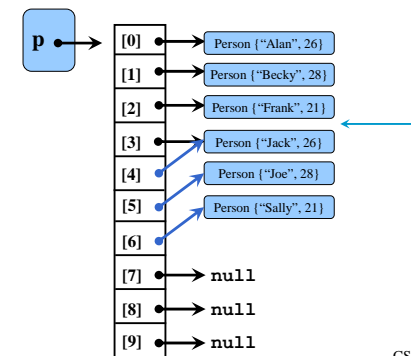 p
[0] Person {“Alan”, 26}
[1] Person {“Becky”, 28}
[2] Person {“Frank”, 21}
[3] Person {“Jack”, 26}
[4]
Person {“Joe”, 28}
[5]
Person {“Sally”, 21}
[6]
[7] null
[8] null
[9] null
CS